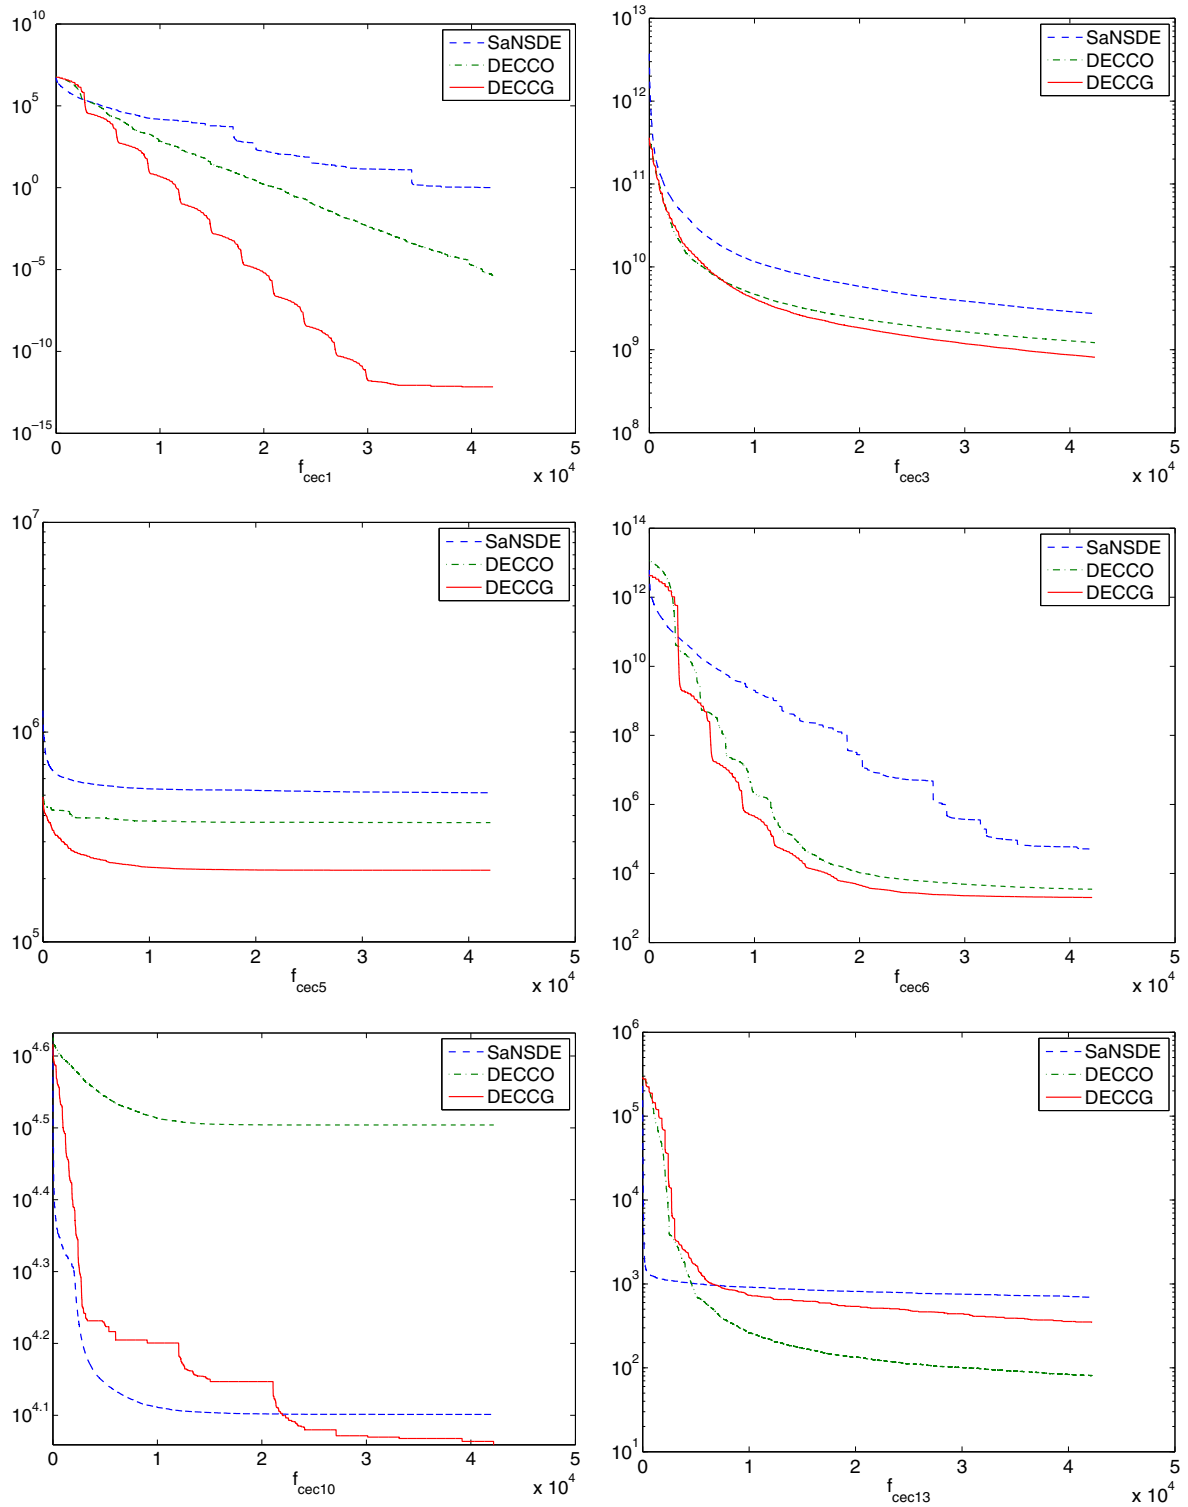 10^10
10^5
10^0
10^−5
10^−10
10^−15
0 1 2 3 4 5
x 10^4
f_cec1
SaNSDE
DECCO
DECCG
10^13
10^12
10^11
10^10
10^9
10^8
0 1 2 3 4 5
x 10^4
f_cec3
SaNSDE
DECCO
DECCG
10^7
10^6
10^5
0 1 2 3 4 5
x 10^4
f_cec5
SaNSDE
DECCO
DECCG
10^14
10^12
10^10
10^8
10^6
10^4
10^2
0 1 2 3 4 5
x 10^4
f_cec6
SaNSDE
DECCO
DECCG
10^4.6
10^4.5
10^4.4
10^4.3
10^4.2
10^4.1
0 1 2 3 4 5
x 10^4
f_cec10
SaNSDE
DECCO
DECCG
10^6
10^5
10^4
10^3
10^2
10^1
0 1 2 3 4 5
x 10^4
f_cec13
SaNSDE
DECCO
DECCG